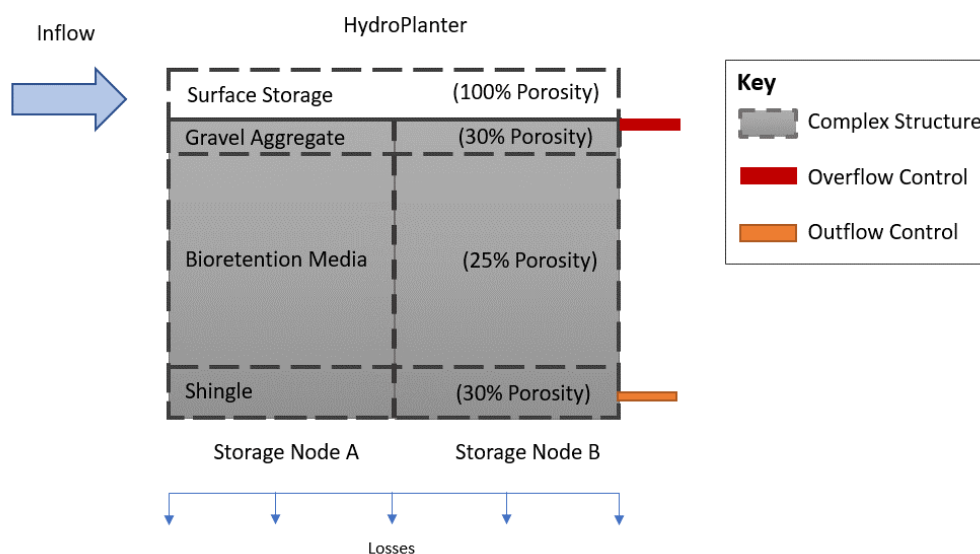 HydroPlanter
Inflow
Surface Storage (100% Porosity)
Gravel Aggregate (30% Porosity)
Bioretention Media (25% Porosity)
Shingle (30% Porosity)
Storage Node A Storage Node B
Losses
Key
Complex Structure
Overflow Control
Outflow Control